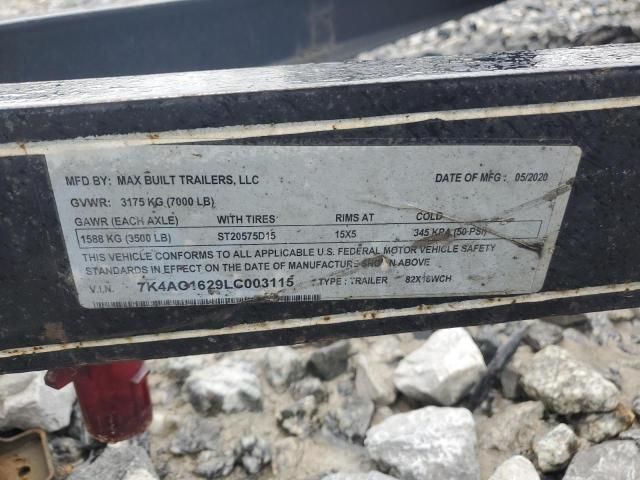 MFD BY: MAX BUILT TRAILERS, LLC DATE OF MFG : 05/2020
GVWR: 3175 KG (7000 LB)
GAWR (EACH AXLE) WITH TIRES RIMS AT COLD
1588 KG (3500 LB) ST20575D15 15X5 345 KPA (50 PSI)
THIS VEHICLE CONFORMS TO ALL APPLICABLE U.S. FEDERAL MOTOR VEHICLE SAFETY
STANDARDS IN EFFECT ON THE DATE OF MANUFACTURE SHOWN ABOVE
V.I.N. 7K4AG1629LC003115 TYPE : TRAILER 82X16WCH